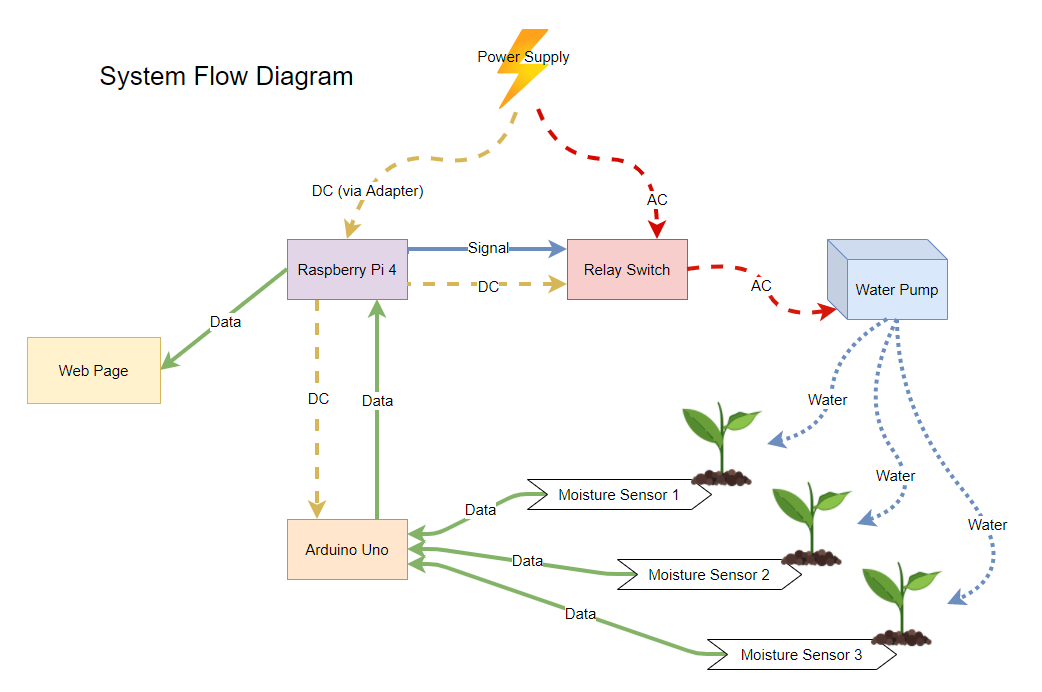 Power Supply
System Flow Diagram
DC (via Adapter)
AC
Signal
Raspberry Pi 4
Relay Switch
DC
AC
Water Pump
Data
Web Page
DC
Data
Water
Water
Moisture Sensor 1
Data
Water
Arduino Uno
Data
Moisture Sensor 2
Data
Moisture Sensor 3